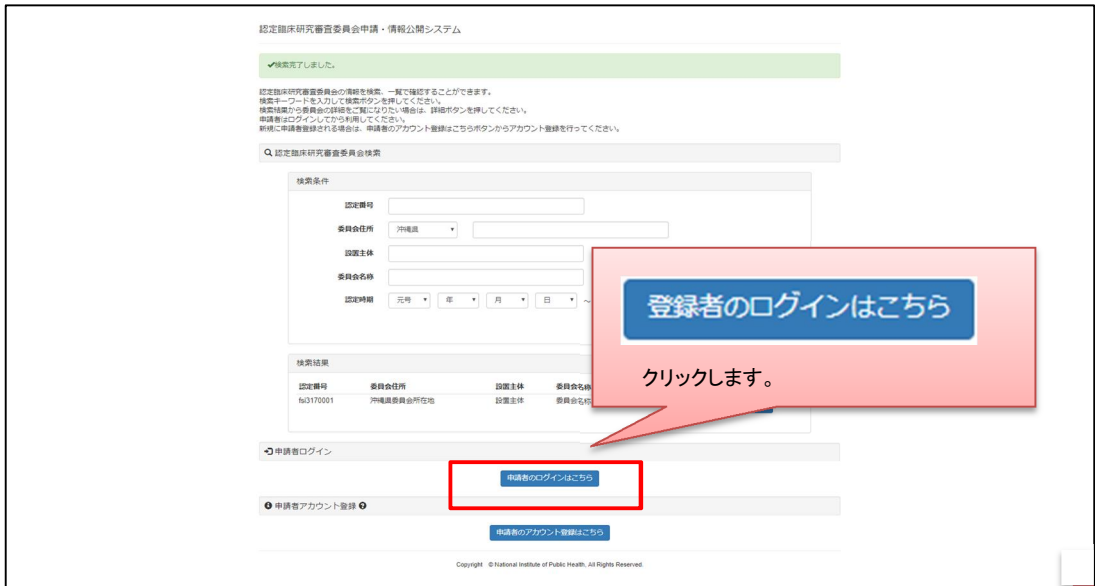 認定臨床研究審査委員会申請・情報公開システム
✔検索完了しました。
認定臨床研究審査委員会の情報を検索、一覧で確認することができます。
検索キーワードを入力して検索ボタンを押してください。
検索結果から委員会の詳細をご覧になりたい場合は、詳細ボタンを押してください。
申請者はログインしてから利用してください。
新規に申請者登録される場合は、申請者のアカウント登録はこちらボタンからアカウント登録を行ってください。
認定臨床研究審査委員会検索
検索条件
認定番号
委員会住所 沖縄県
設置主体
委員会名称
認定時期 元号 年 月 日 ～
登録者のログインはこちら
クリックします。
検索結果
認定番号 委員会住所 設置主体 委員会名称
fsi3170001 沖縄県委員会所在地 設置主体 委員会名称
申請者ログイン
申請者のログインはこちら
申請者アカウント登録
申請者のアカウント登録はこちら
Copyright © National Institute of Public Health, All Rights Reserved.